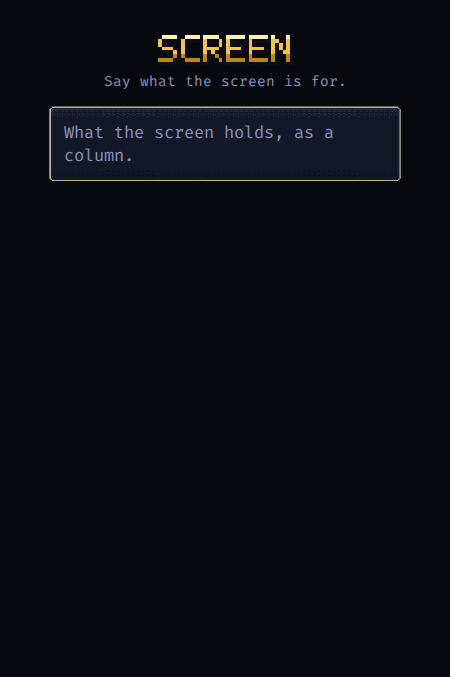 SCREEN
Say what the screen is for.
What the screen holds, as a
column.